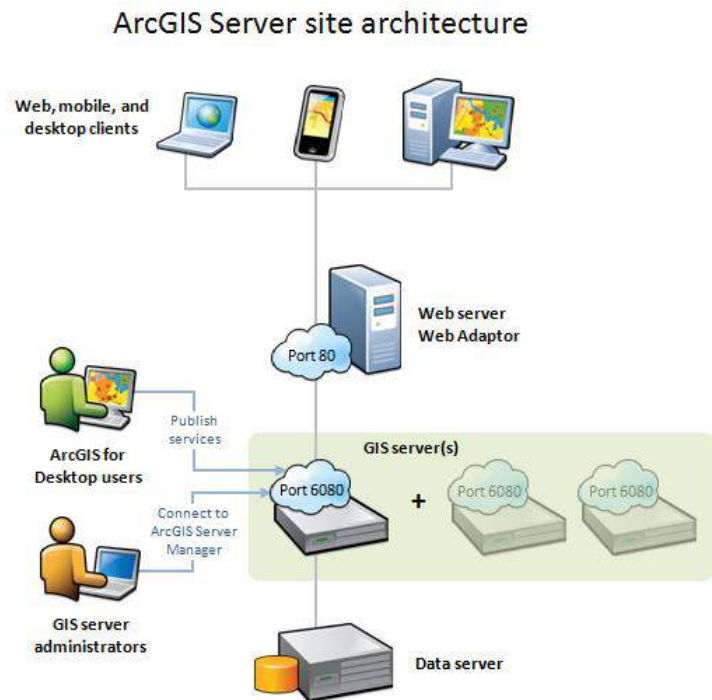 ArcGIS Server site architecture
Web, mobile, and
desktop clients
Web server
Web Adaptor
Port 80
ArcGIS for
Desktop users
Publish
services
GIS server(s)
Port 6080
+
Port 6080
Port 6080
Connect to
ArcGIS Server
Manager
GIS server
administrators
Data server